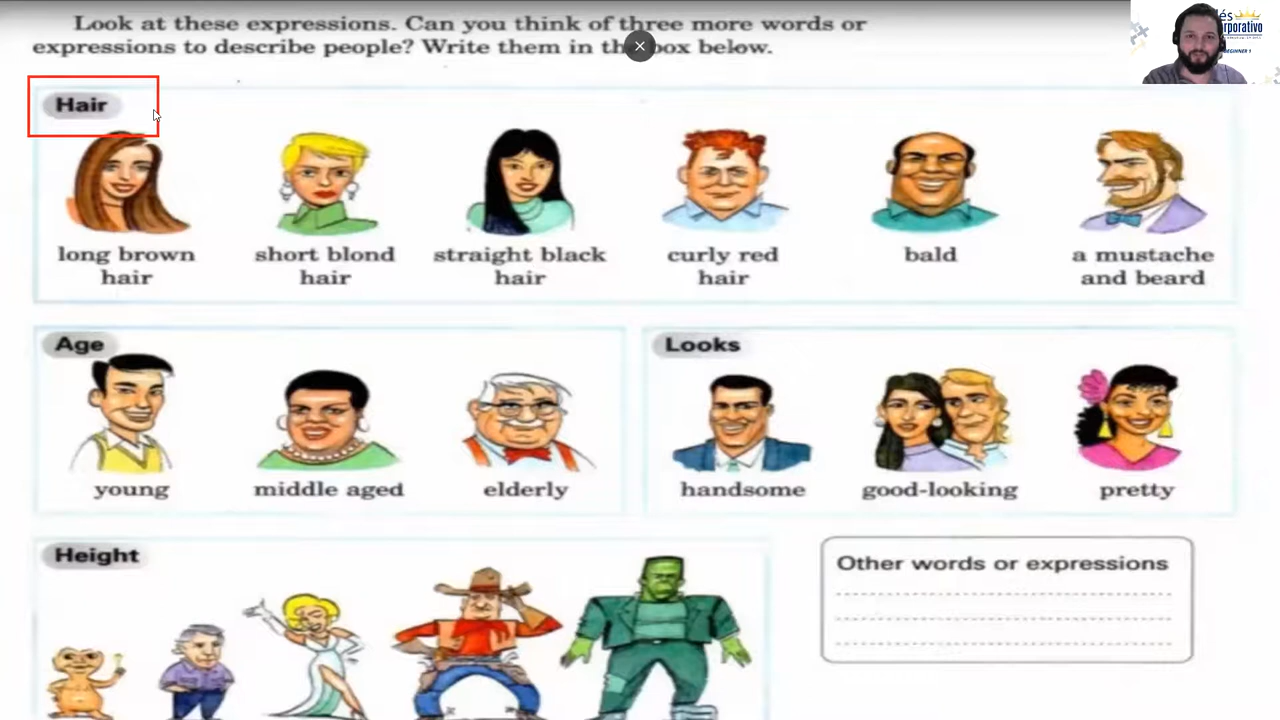 Look at these expressions. Can you think of three more words or
expressions to describe people? Write them in the box below.
Hair
long brown
hair
short blond
hair
straight black
hair
curly red
hair
bald
a mustache
and beard
Age
young
middle aged
elderly
Looks
handsome
good-looking
pretty
Height
Other words or expressions